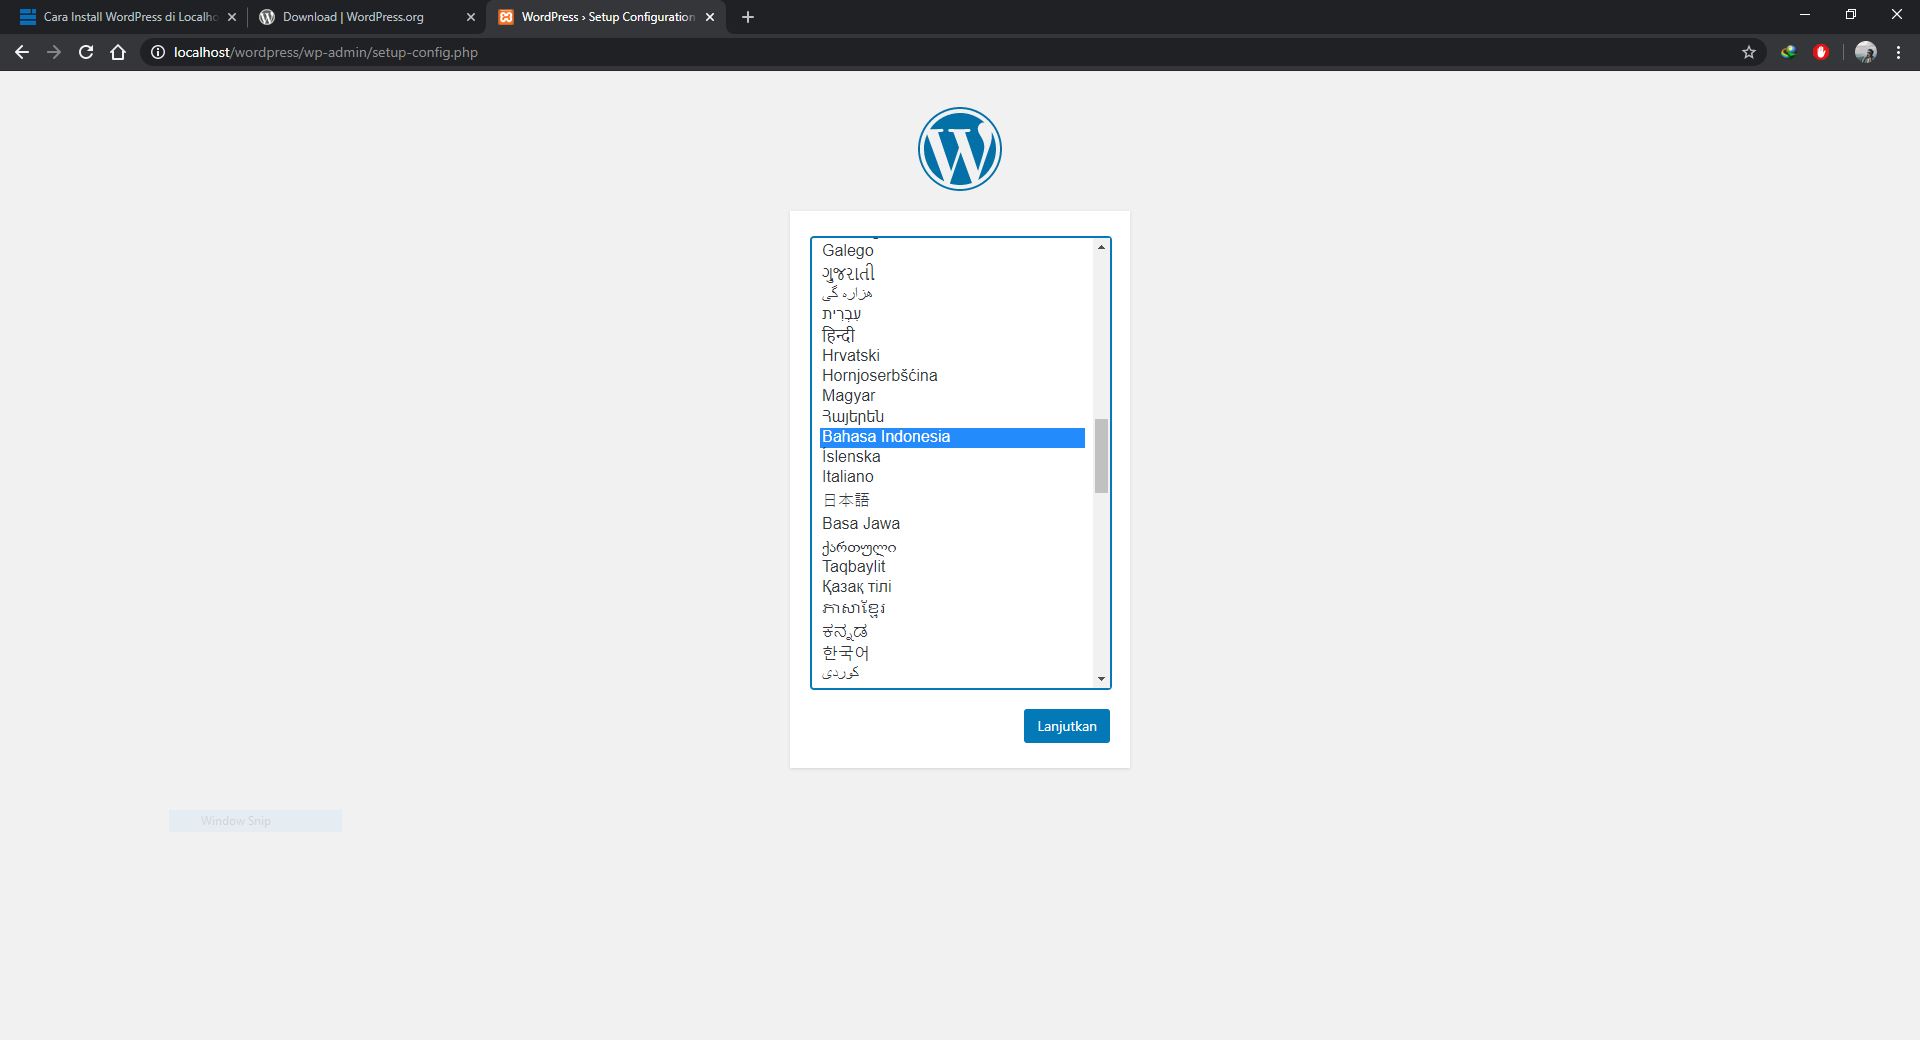 Cara Install WordPress di Localho
Download | WordPress.org
WordPress › Setup Configuration
localhost/wordpress/wp-admin/setup-config.php
Galego
ગુજરાતી
هزاره گی
עִבְרִית
हिन्दी
Hrvatski
Hornjoserbšćina
Magyar
Հայերեն
Bahasa Indonesia
Íslenska
Italiano
日本語
Basa Jawa
ქართული
Taqbaylit
Қазақ тілі
ភាសាខ្មែរ
ಕನ್ನಡ
한국어
كوردی
Lanjutkan
Window Snip